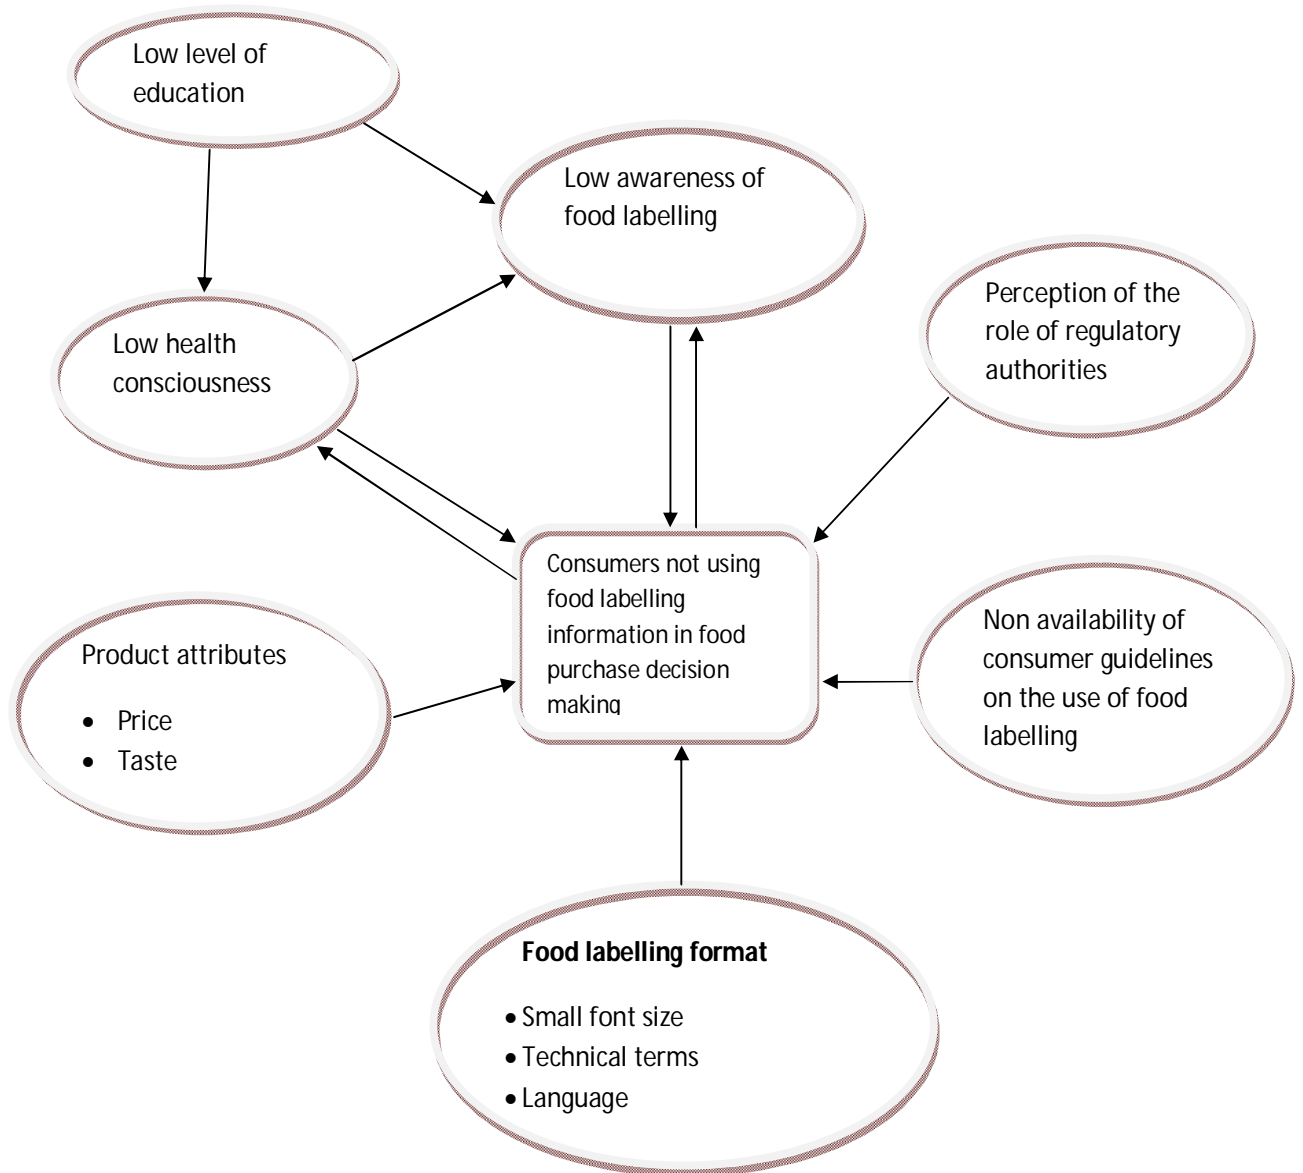 Low level of
education
Low awareness of
food labelling
Perception of the
role of regulatory
authorities
Low health
consciousness
Consumers not using
food labelling
information in food
purchase decision
making
Non availability of
consumer guidelines
on the use of food
labelling
Product attributes
• Price
• Taste
Food labelling format
• Small font size
• Technical terms
• Language